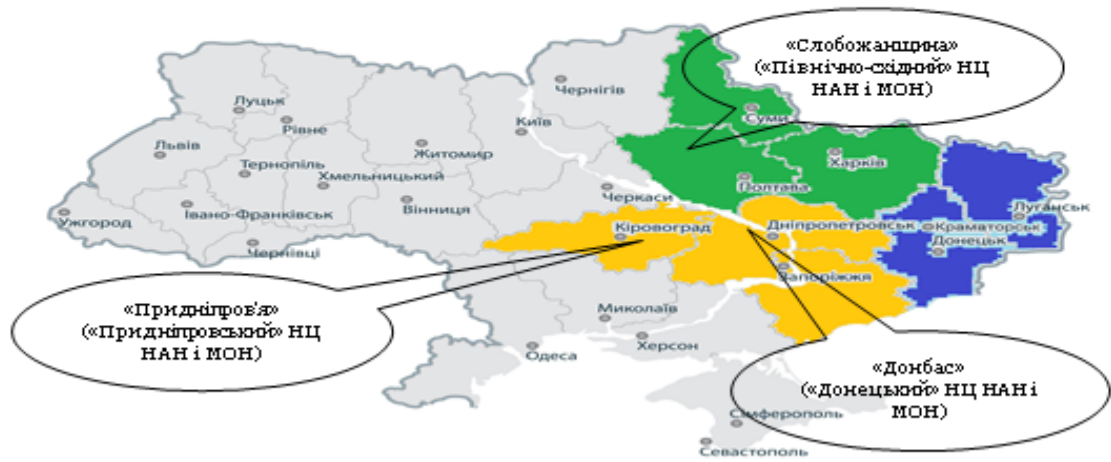 «Слобожанщина»
(«Північно-східний» НЦ
НАН і МОН)
Чернігів
Суми
Луцьк
Рівне
Київ
Львів
Житомир
Харків
Тернопіль
Хмельницький
Полтава
Черкаси
Луганськ
Ужгород
Івано-Франківськ
Вінниця
Кіровоград
Дніпропетровськ
Краматорськ
Донецьк
Чернівці
Запоріжжя
«Придніпров'я»
(«Придніпровський» НЦ
НАН і МОН)
Миколаїв
Одеса
Херсон
«Донбас»
(«Донецький» НЦ НАН і
МОН)
Сімферополь
Севастополь